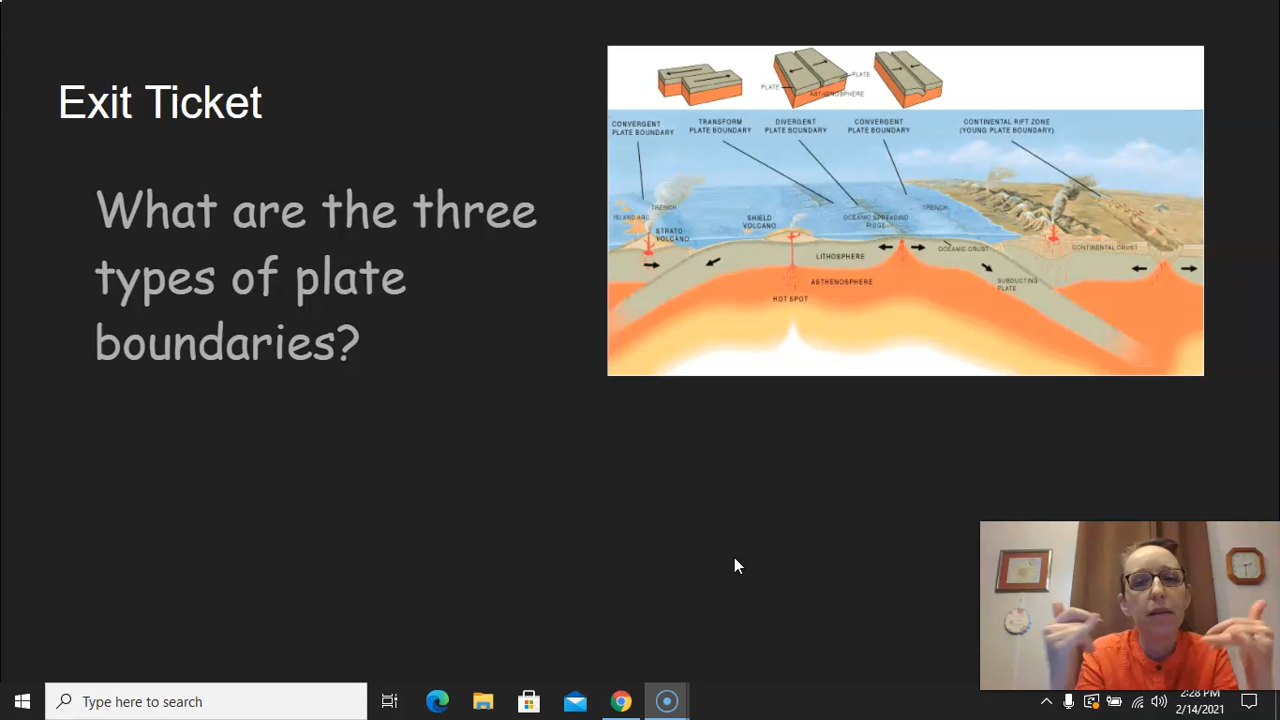 Exit Ticket
What are the three
types of plate
boundaries?
PLATE
PLATE
ASTHENOSPHERE
CONVERGENT
PLATE BOUNDARY
TRANSFORM
PLATE BOUNDARY
DIVERGENT
PLATE BOUNDARY
CONVERGENT
PLATE BOUNDARY
CONTINENTAL RIFT ZONE
(YOUNG PLATE BOUNDARY)
TRENCH
ISLAND ARC
STRATO
VOLCANO
SHIELD
VOLCANO
OCEANIC SPREADING
RIDGE
TRENCH
LITHOSPHERE
OCEANIC CRUST
CONTINENTAL CRUST
ASTHENOSPHERE
SUBDUCTING
PLATE
HOT SPOT
Type here to search
2:28 PM
2/14/2021